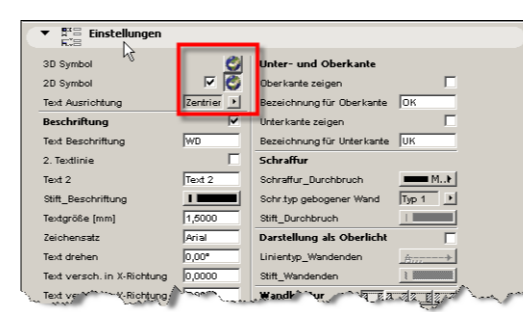 Einstellungen
3D Symbol
2D Symbol
Text Ausrichtung Zentrier
Beschriftung
Text Beschriftung WD
2. Textlinie
Text 2 Text 2
Stift_Beschriftung 1
Textgröße [mm] 1,5000
Zeichensatz Arial
Text drehen 0,00°
Text versch. in X-Richtung 0,0000
Unter- und Oberkante
Oberkante zeigen
Bezeichnung für Oberkante OK
Unterkante zeigen
Bezeichnung für Unterkante UK
Schraffur
Schraffur_Durchbruch M..
Schr.typ gebogener Wand Typ 1
Stift_Durchbruch 1
Darstellung als Oberlicht
Linientyp_Wandenden A...
Stift_Wandenden 1